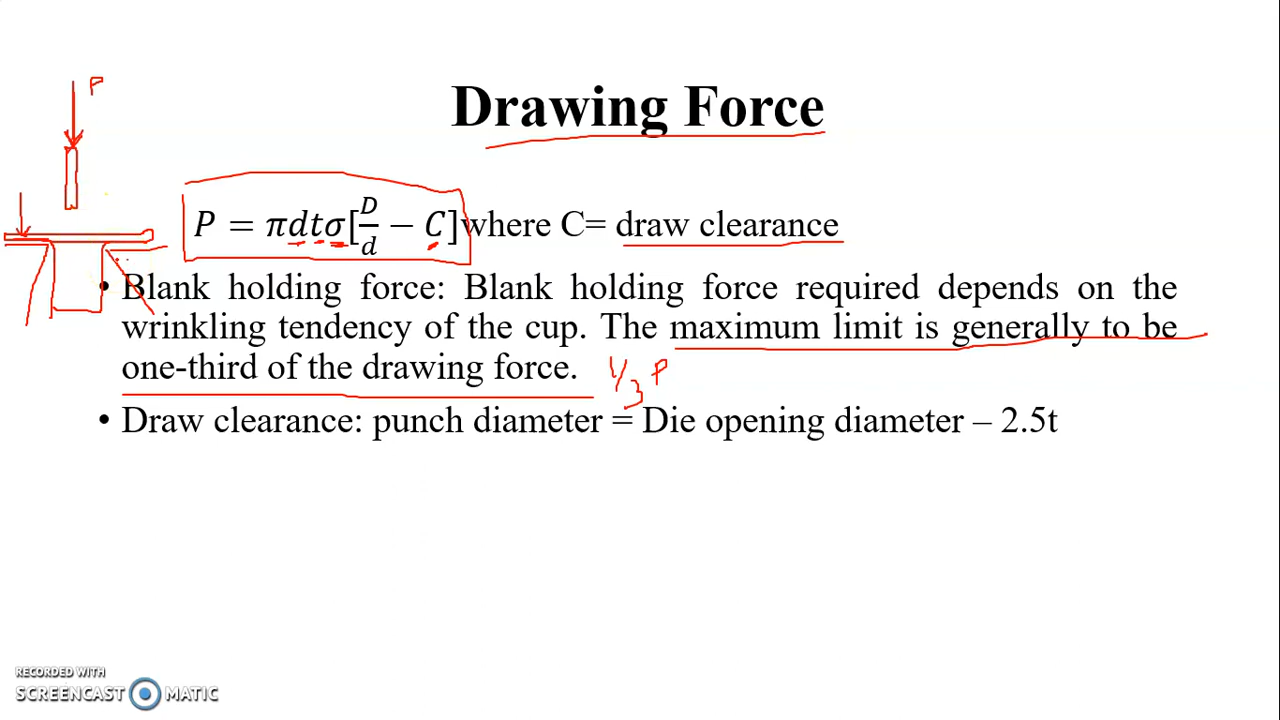 P
Drawing Force
P = πdtσ[D/d − C] where C= draw clearance
• Blank holding force: Blank holding force required depends on the
wrinkling tendency of the cup. The maximum limit is generally to be
one-third of the drawing force. 1/3 P
• Draw clearance: punch diameter = Die opening diameter – 2.5t
RECORDED WITH
SCREENCAST MATIC